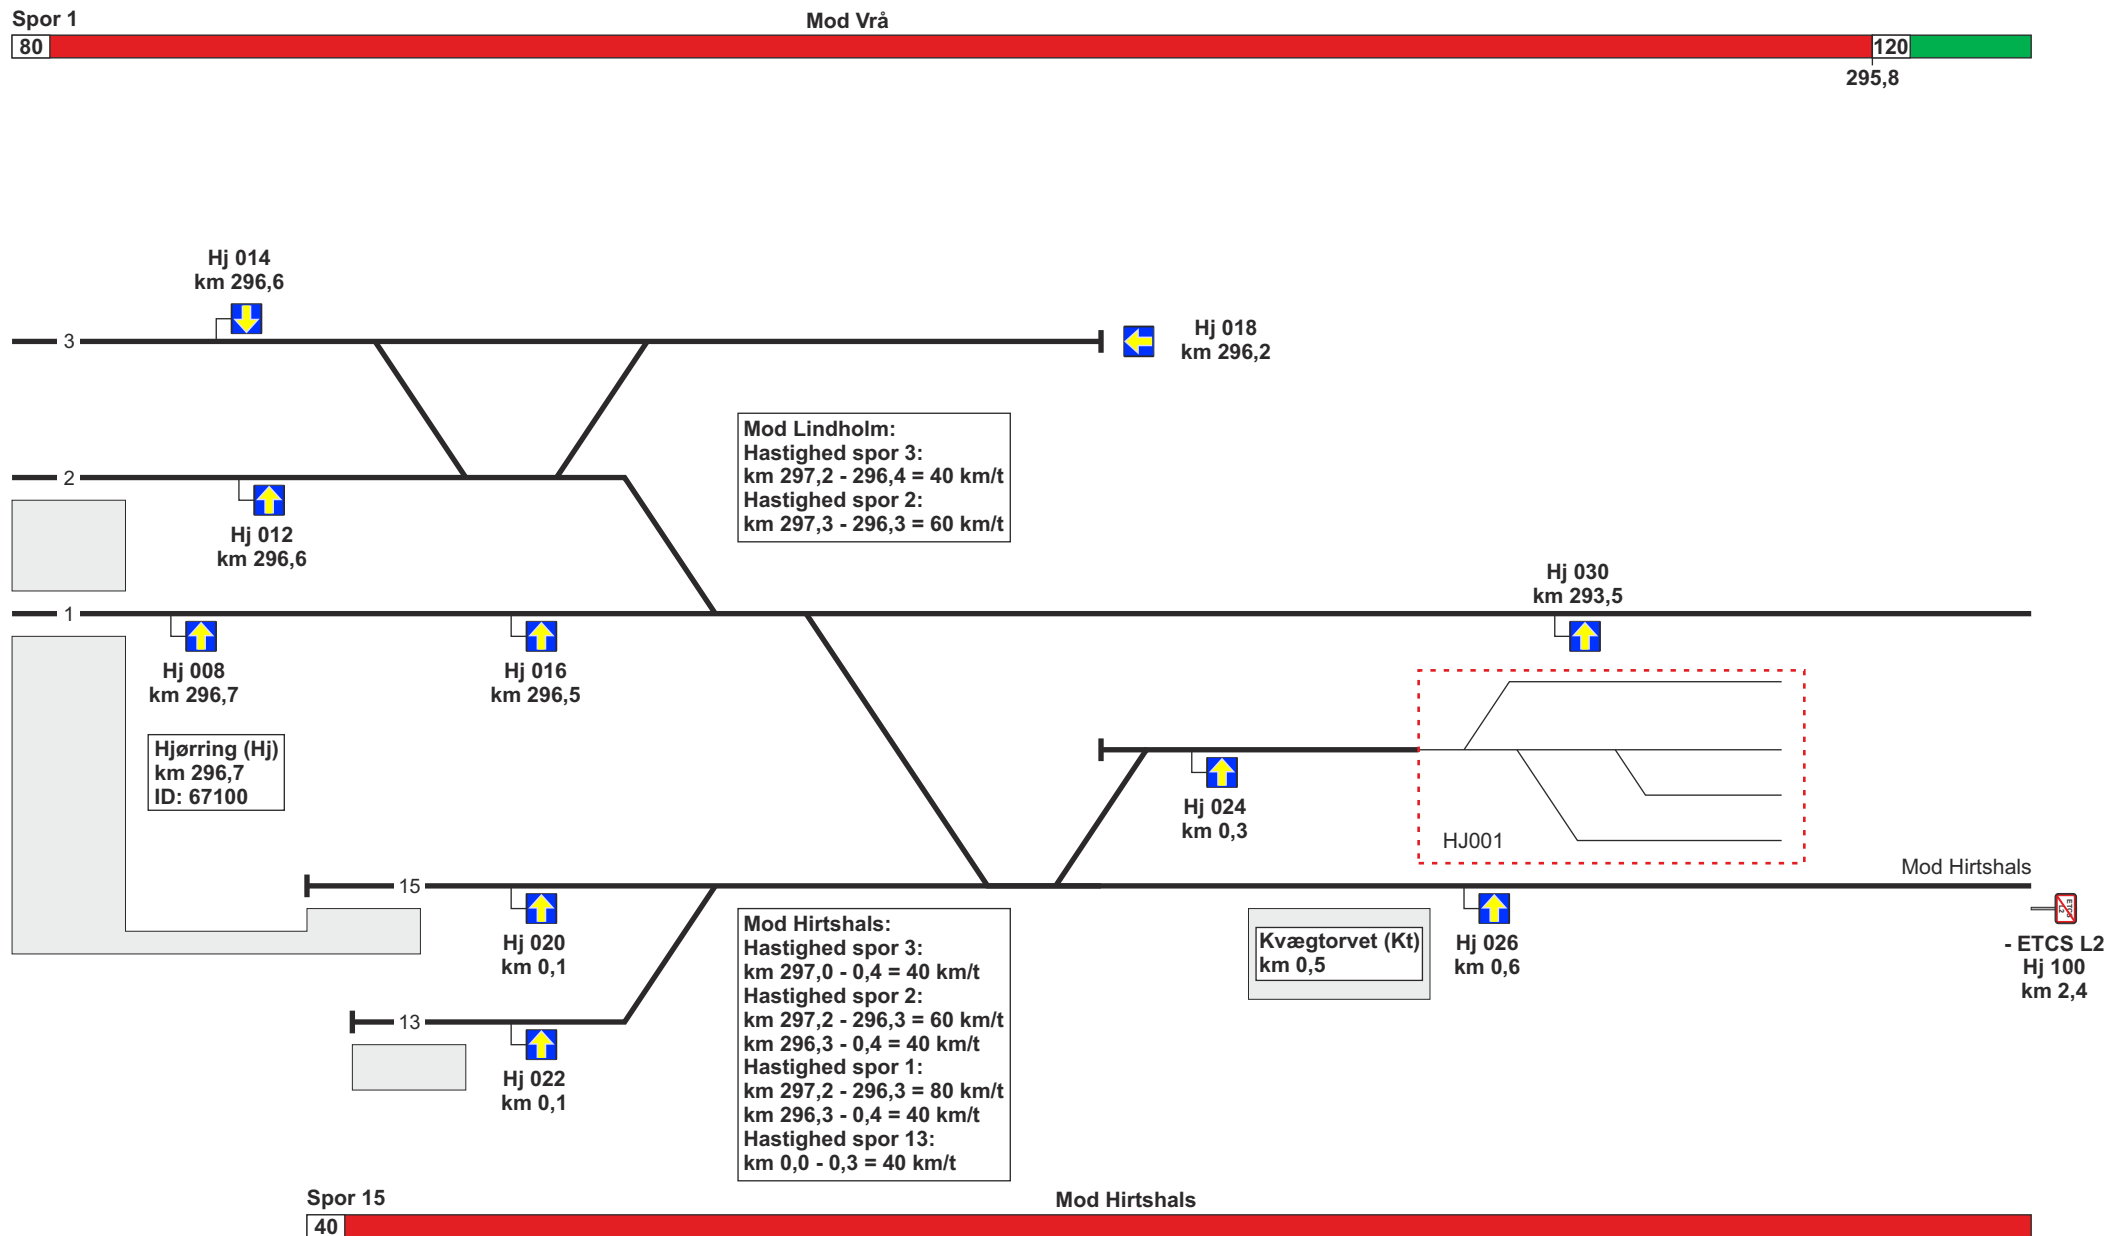 Spor 1
Mod Vrå
80
120
295,8
Hj 014
km 296,6
3
Hj 018
km 296,2
Mod Lindholm:
Hastighed spor 3:
km 297,2 - 296,4 = 40 km/t
Hastighed spor 2:
km 297,3 - 296,3 = 60 km/t
2
Hj 012
km 296,6
Hj 030
km 293,5
1
Hj 008
km 296,7
Hj 016
km 296,5
Hjørring (Hj)
km 296,7
ID: 67100
Hj 024
km 0,3
HJ001
Mod Hirtshals
15
Hj 020
km 0,1
Mod Hirtshals:
Hastighed spor 3:
km 297,0 - 0,4 = 40 km/t
Hastighed spor 2:
km 297,2 - 296,3 = 60 km/t
km 296,3 - 0,4 = 40 km/t
Hastighed spor 1:
km 297,2 - 296,3 = 80 km/t
km 296,3 - 0,4 = 40 km/t
Hastighed spor 13:
km 0,0 - 0,3 = 40 km/t
Kvægtorvet (Kt)
km 0,5
Hj 026
km 0,6
ETCS
L2
- ETCS L2
Hj 100
km 2,4
13
Hj 022
km 0,1
Spor 15
Mod Hirtshals
40